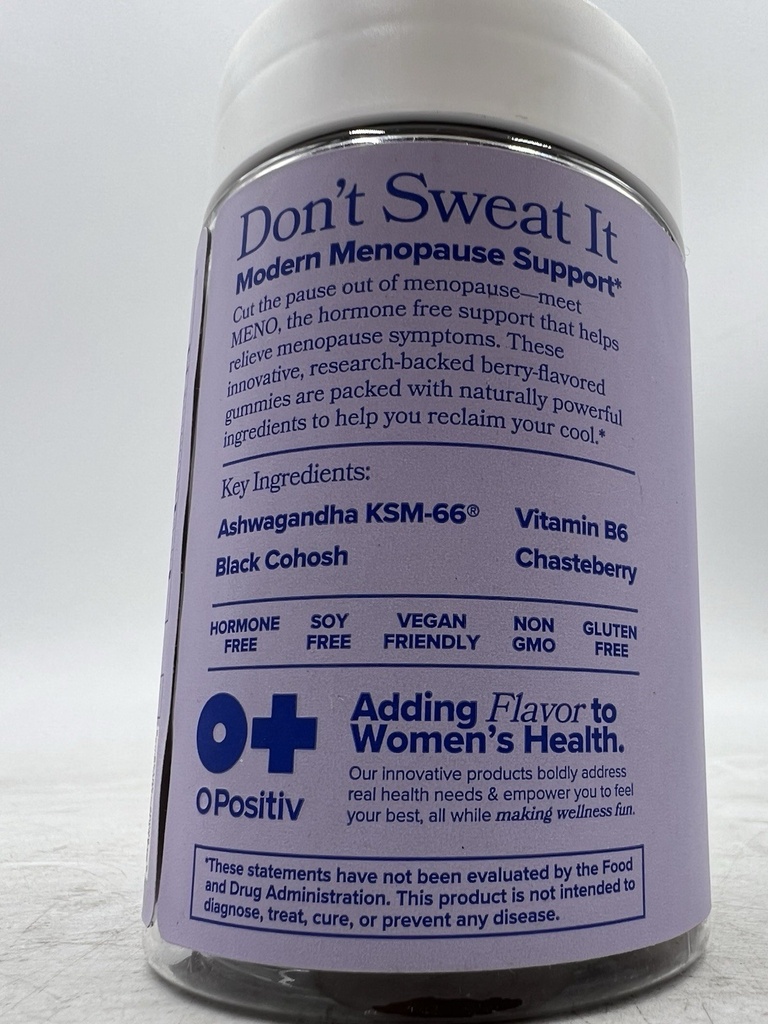 Don't Sweat It
Modern Menopause Support*
Cut the pause out of menopause—meet
MENO, the hormone free support that helps
relieve menopause symptoms. These
innovative, research-backed berry-flavored
gummies are packed with naturally powerful
ingredients to help you reclaim your cool.*
Key Ingredients:
Ashwagandha KSM-66® Vitamin B6
Black Cohosh Chasteberry
HORMONE FREE
SOY FREE
VEGAN FRIENDLY
NON GMO
GLUTEN FREE
O+
OPositiv
Adding Flavor to
Women's Health.
Our innovative products boldly address
real health needs & empower you to feel
your best, all while making wellness fun.
*These statements have not been evaluated by the Food
and Drug Administration. This product is not intended to
diagnose, treat, cure, or prevent any disease.